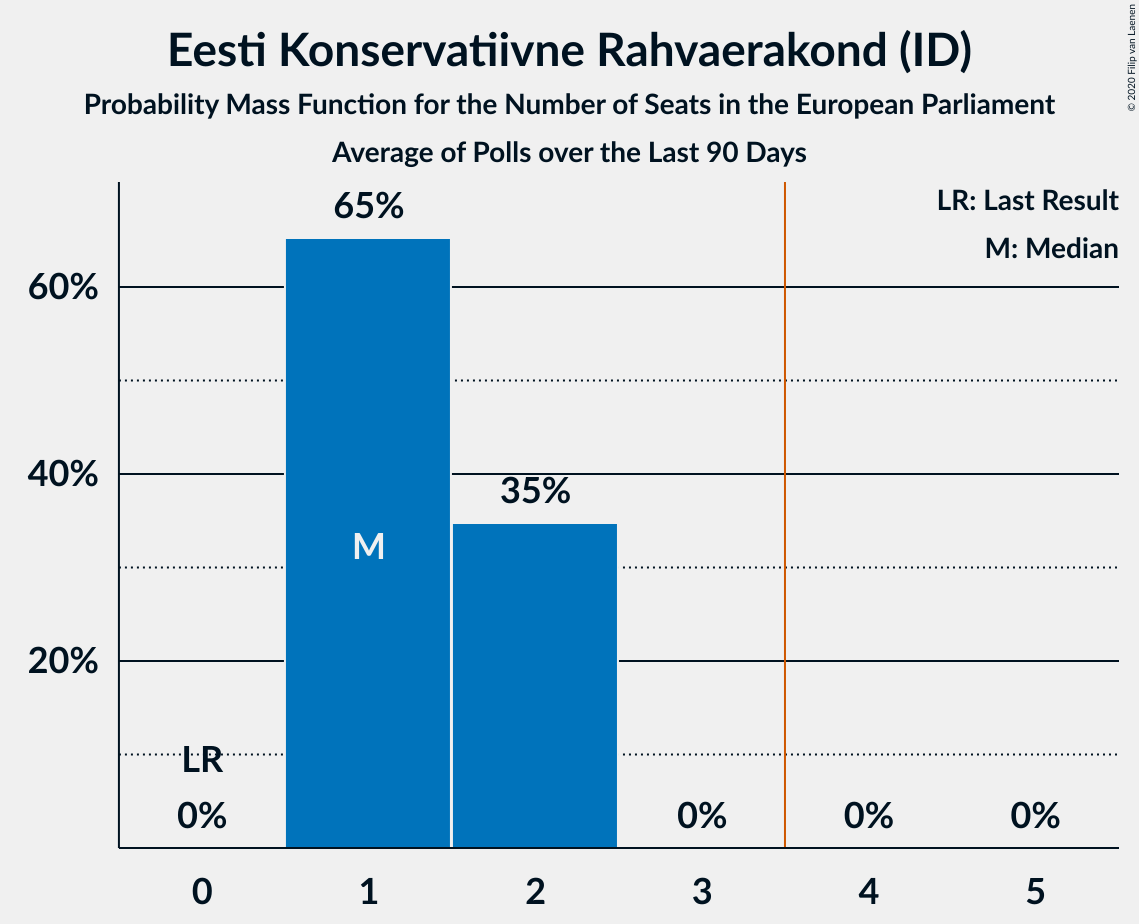 Eesti Konservatiivne Rahvaerakond (ID)
Probability Mass Function for the Number of Seats in the European Parliament
Average of Polls over the Last 90 Days
© 2020 Filip van Laenen
LR: Last Result
M: Median
65%
60%
40%
35%
M
20%
LR
0%
0%
0%
0%
0 1 2 3 4 5